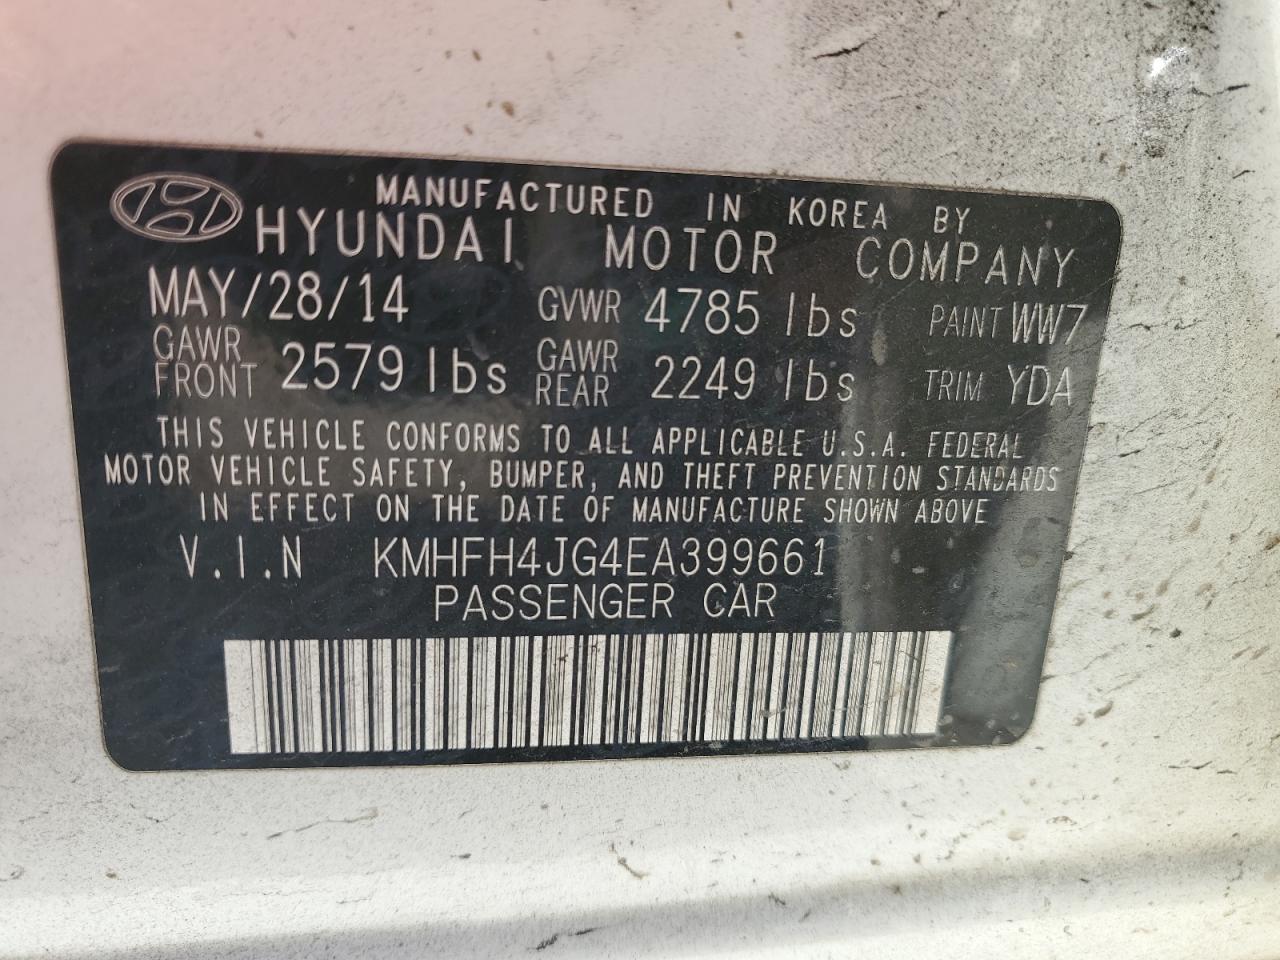 MANUFACTURED IN KOREA BY
HYUNDAI MOTOR COMPANY
MAY/28/14 GVWR 4785 lbs PAINT WW7
GAWR FRONT 2579 lbs GAWR REAR 2249 lbs TRIM YDA
THIS VEHICLE CONFORMS TO ALL APPLICABLE U.S.A. FEDERAL
MOTOR VEHICLE SAFETY, BUMPER, AND THEFT PREVENTION STANDARDS
IN EFFECT ON THE DATE OF MANUFACTURE SHOWN ABOVE
V.I.N KMHFH4JG4EA399661
PASSENGER CAR